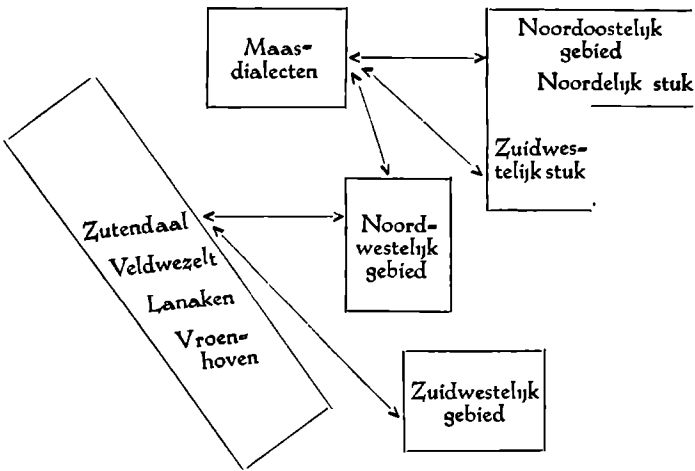 Maas=
dialecten
Noordoostelijk
gebied
Noordelijk stuk
Zuidwes=
telijk stuk
Noord=
westelijk
gebied
Zutendaal
Veldwezelt
Lanaken
Vroen=
hoven
Zuidwestelijk
gebied